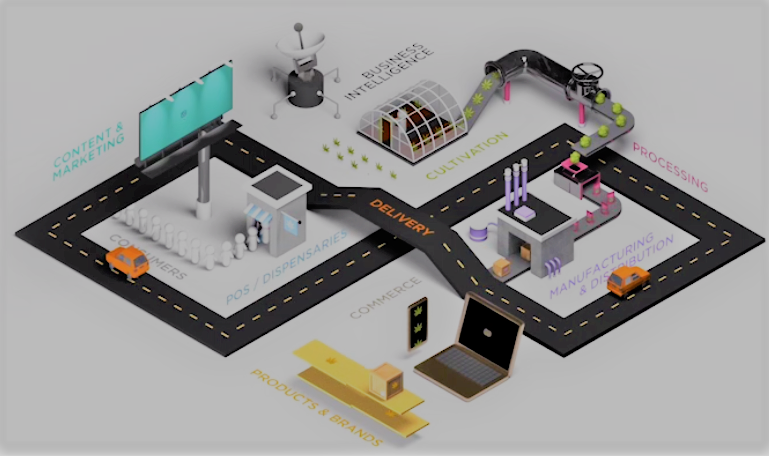 BUSINESS
INTELLIGENCE
CONTENT &
MARKETING
CULTIVATION
PROCESSING
DELIVERY
CONSUMERS
POS / DISPENSARIES
MANUFACTURING
& DISTRIBUTION
COMMERCE
PRODUCTS & BRANDS